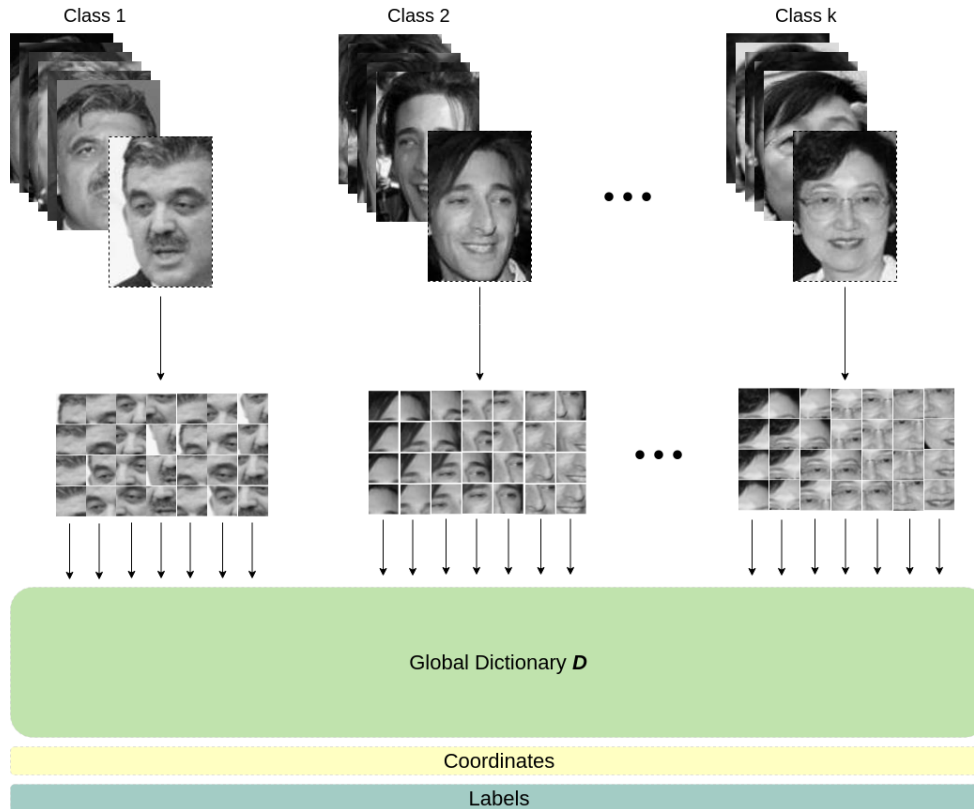 Class 1
Class 2
Class k
Global Dictionary D
Coordinates
Labels